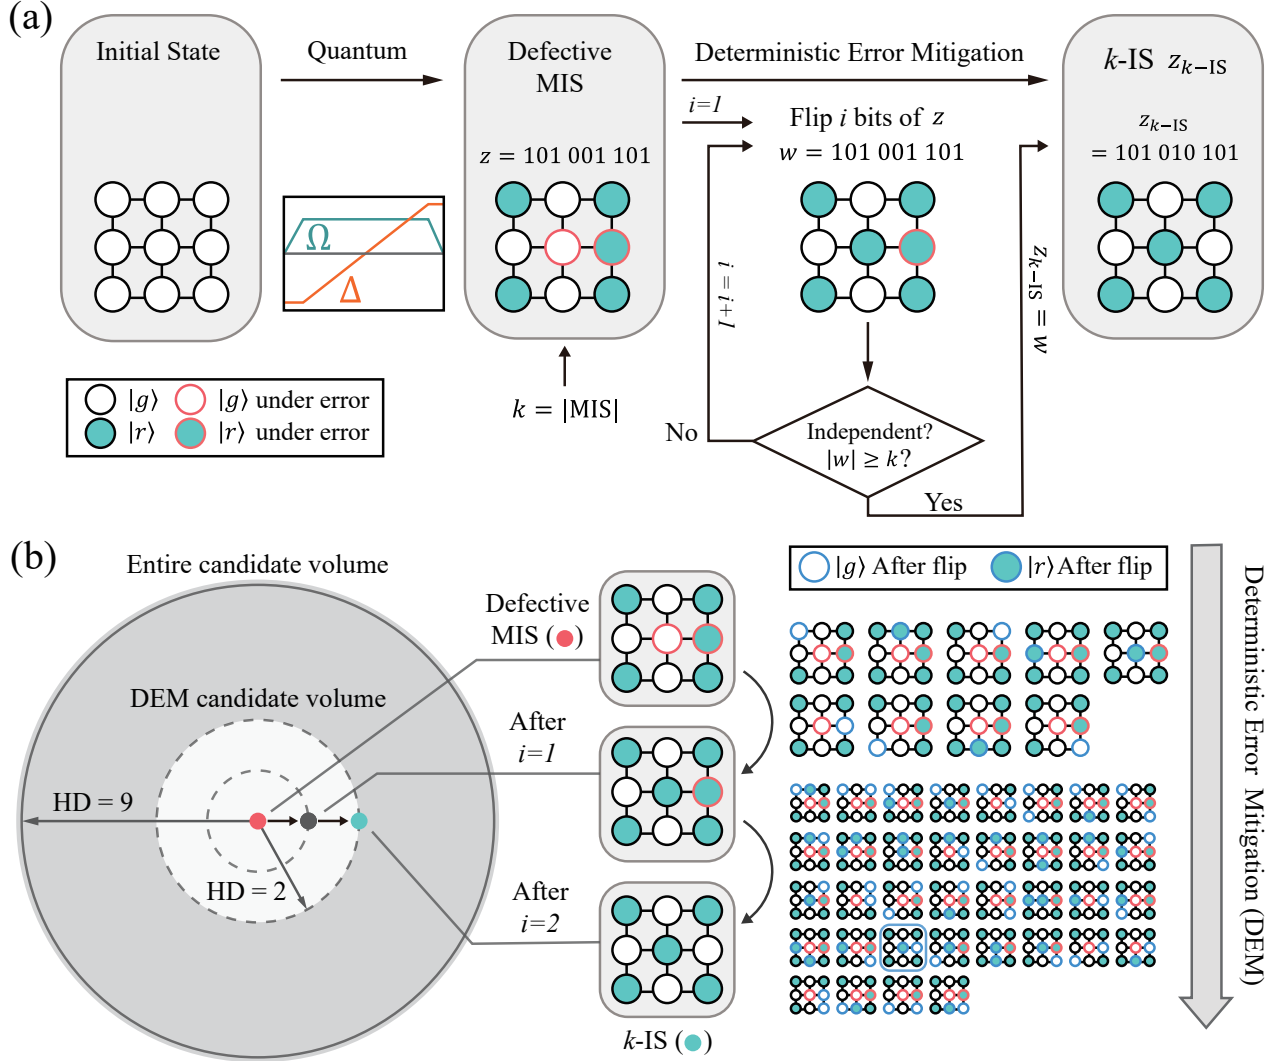 (a)
Initial State
Quantum
Defective
MIS
Deterministic Error Mitigation
k-IS z_{k−IS}
i=1
Flip i bits of z
z = 101 001 101
w = 101 001 101
z_{k−IS}
= 101 010 101
Ω
Δ
i = i+1
z_{k−IS} = w
|g⟩ |g⟩ under error
|r⟩ |r⟩ under error
k = |MIS|
No
Independent?
|w| ≥ k?
Yes
(b)
Entire candidate volume
DEM candidate volume
HD = 9
HD = 2
Defective
MIS (●)
After
i=1
After
i=2
k-IS (●)
|g⟩ After flip |r⟩ After flip
Deterministic Error Mitigation (DEM)